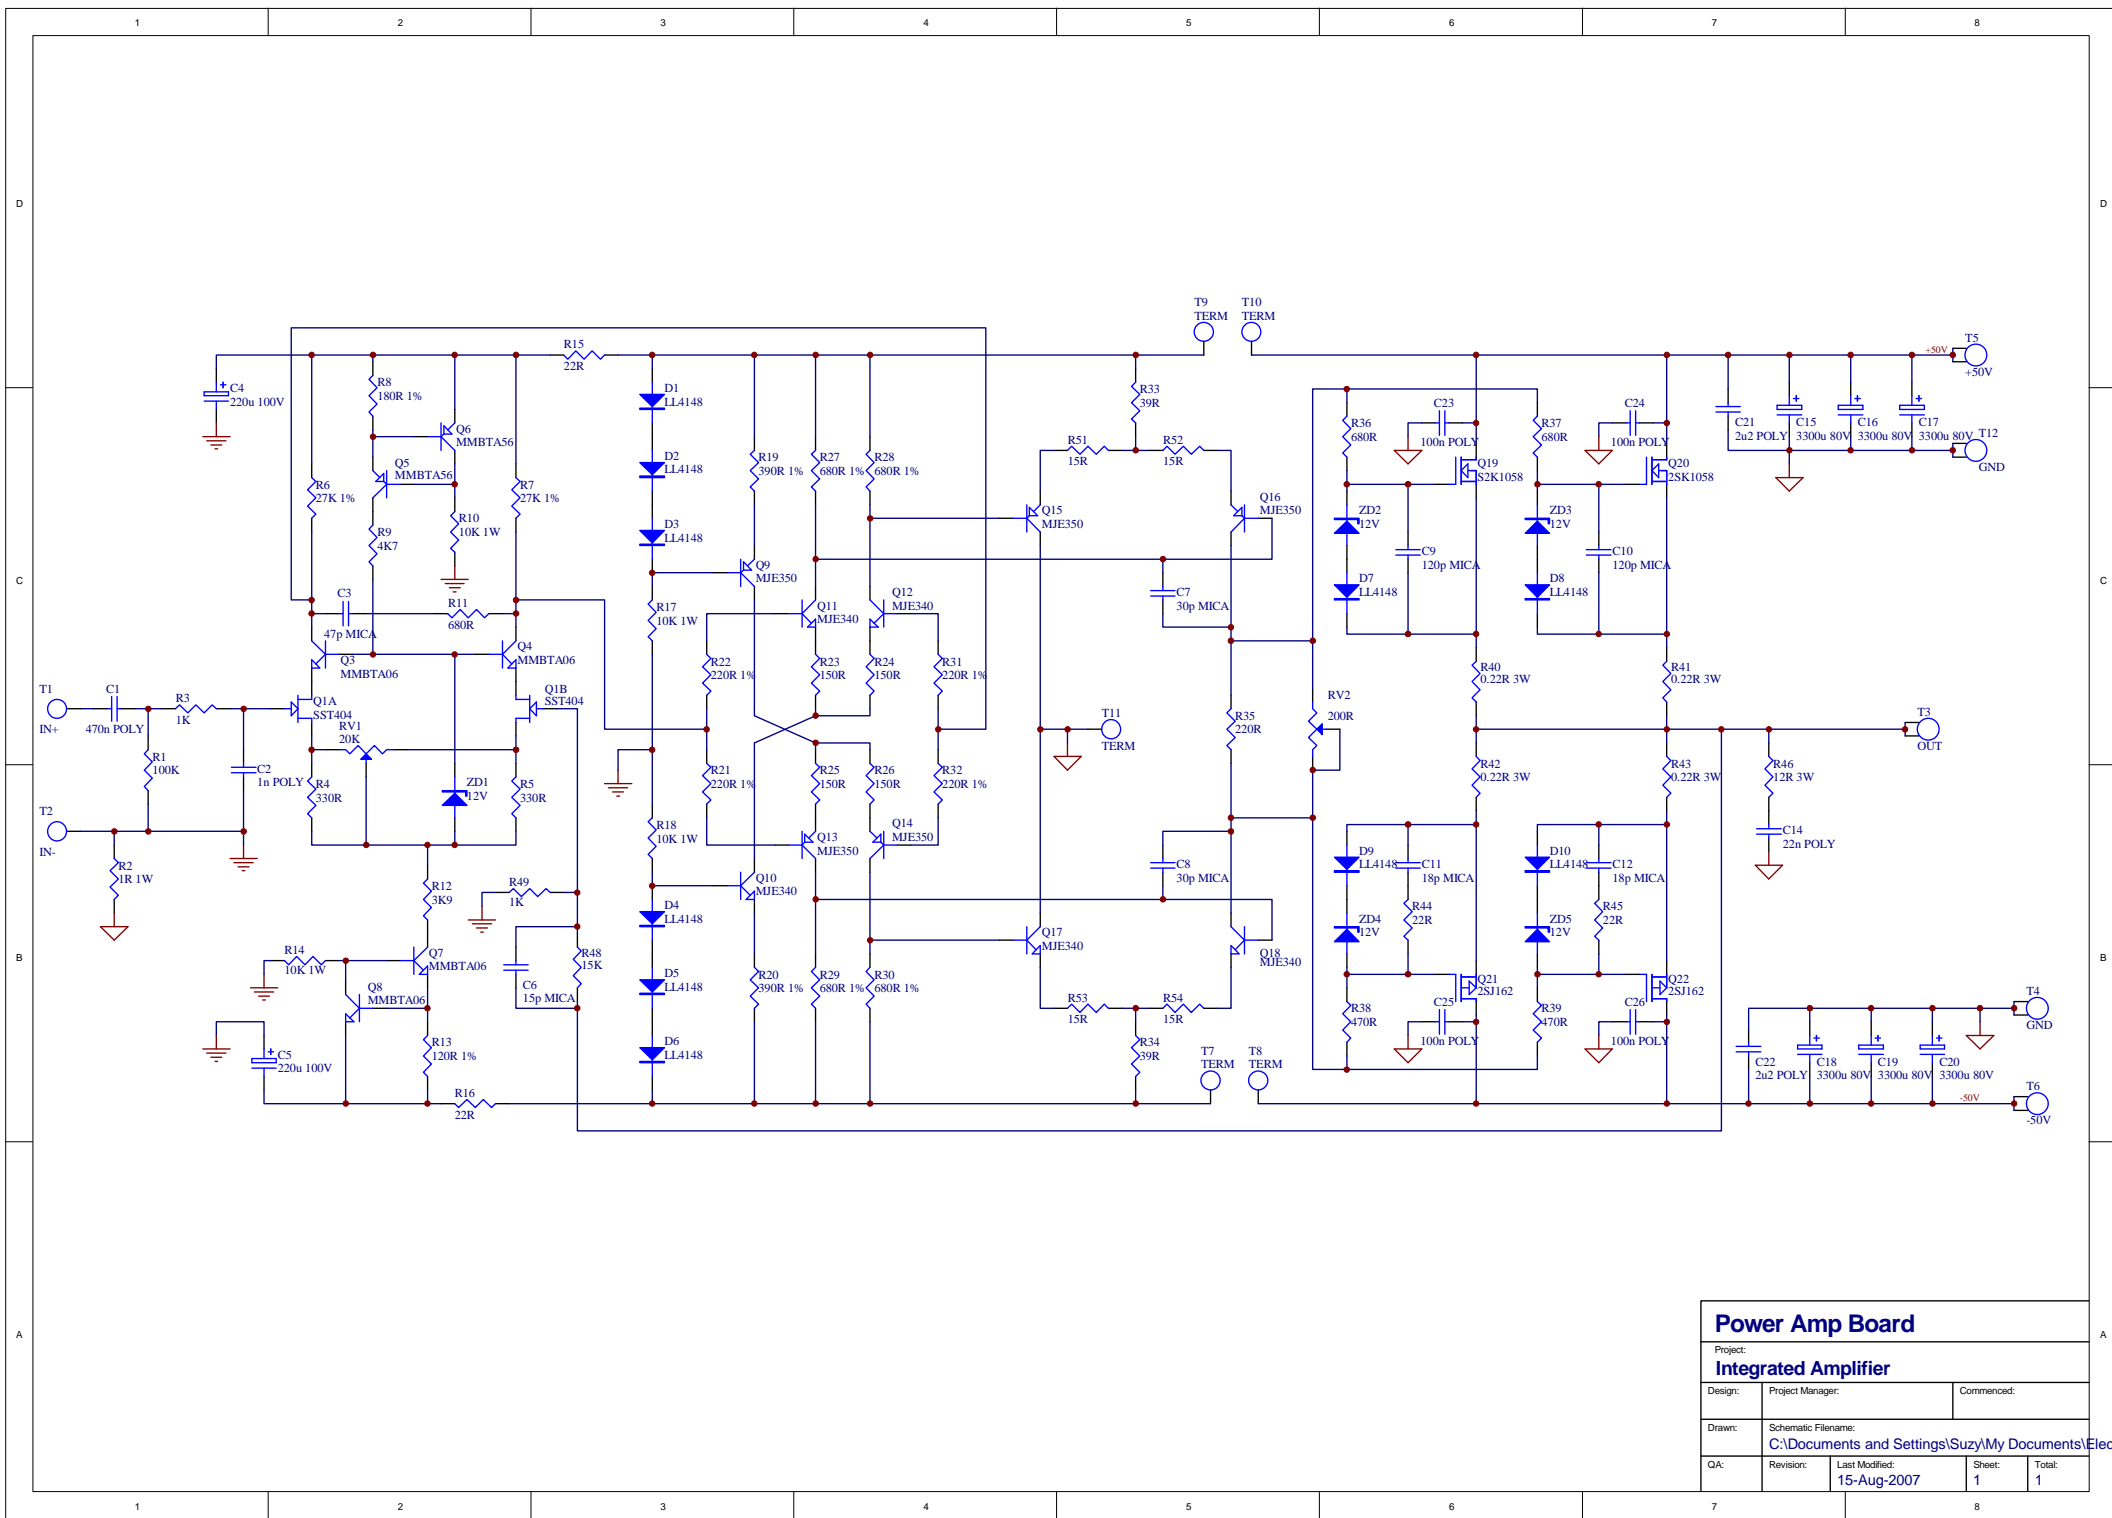 1 2 3 4 5 6 7 8
D
D
T9
TERM
T10
TERM
R15
22R
T5
+50V
+50V
C4
220u 100V
R8
180R 1%
Q6
MMBTA56
Q5
MMBTA56
R6
27K 1%
R7
27K 1%
R9
4K7
R10
10K 1W
D1
LL4148
D2
LL4148
D3
LL4148
R19
390R 1%
R27
680R 1%
R28
680R 1%
R33
39R
R51
15R
R52
15R
Q15
MJE350
Q16
MJE350
R36
680R
C23
100n POLY
R37
680R
C24
100n POLY
Q19
S2K1058
Q20
2SK1058
C21
2u2 POLY
C15
3300u 80V
C16
3300u 80V
C17
3300u 80V
T12
GND
ZD2
12V
ZD3
12V
C9
120p MICA
C10
120p MICA
D7
LL4148
D8
LL4148
C
C
Q9
MJE350
C3
47p MICA
R11
680R
R17
10K 1W
Q11
MJE340
Q12
MJE340
C7
30p MICA
Q3
MMBTA06
Q4
MMBTA06
R22
220R 1%
R23
150R
R24
150R
R31
220R 1%
R40
0.22R 3W
R41
0.22R 3W
T1
IN+
C1
470n POLY
R3
1K
Q1A
SST404
Q1B
SST404
RV1
20K
T11
TERM
R35
220R
RV2
200R
T3
OUT
R1
100K
C2
1n POLY
R4
330R
ZD1
12V
R5
330R
R21
220R 1%
R25
150R
R26
150R
R32
220R 1%
R42
0.22R 3W
R43
0.22R 3W
R46
12R 3W
T2
IN-
R2
1R 1W
R18
10K 1W
Q13
MJE350
Q14
MJE350
C14
22n POLY
R12
3K9
R49
1K
Q10
MJE340
C8
30p MICA
D9
LL4148
C11
18p MICA
D10
LL4148
C12
18p MICA
D4
LL4148
R44
22R
R45
22R
ZD4
12V
ZD5
12V
B
B
R14
10K 1W
Q7
MMBTA06
Q8
MMBTA06
R48
15K
C6
15p MICA
D5
LL4148
R20
390R 1%
R29
680R 1%
R30
680R 1%
Q17
MJE340
Q18
MJE340
R53
15R
R54
15R
Q21
2SJ162
Q22
2SJ162
R38
470R
C25
100n POLY
R39
470R
C26
100n POLY
T4
GND
C5
220u 100V
R13
120R 1%
D6
LL4148
R34
39R
T7
TERM
T8
TERM
C22
2u2 POLY
C18
3300u 80V
C19
3300u 80V
C20
3300u 80V
-50V
T6
-50V
R16
22R
A
A
Power Amp Board
Project:
Integrated Amplifier
Design: Project Manager: Commenced:
Drawn: Schematic Filename:
C:\Documents and Settings\Suzy\My Documents\Elec
QA: Revision: Last Modified: Sheet: Total:
15-Aug-2007 1 1
1 2 3 4 5 6 7 8